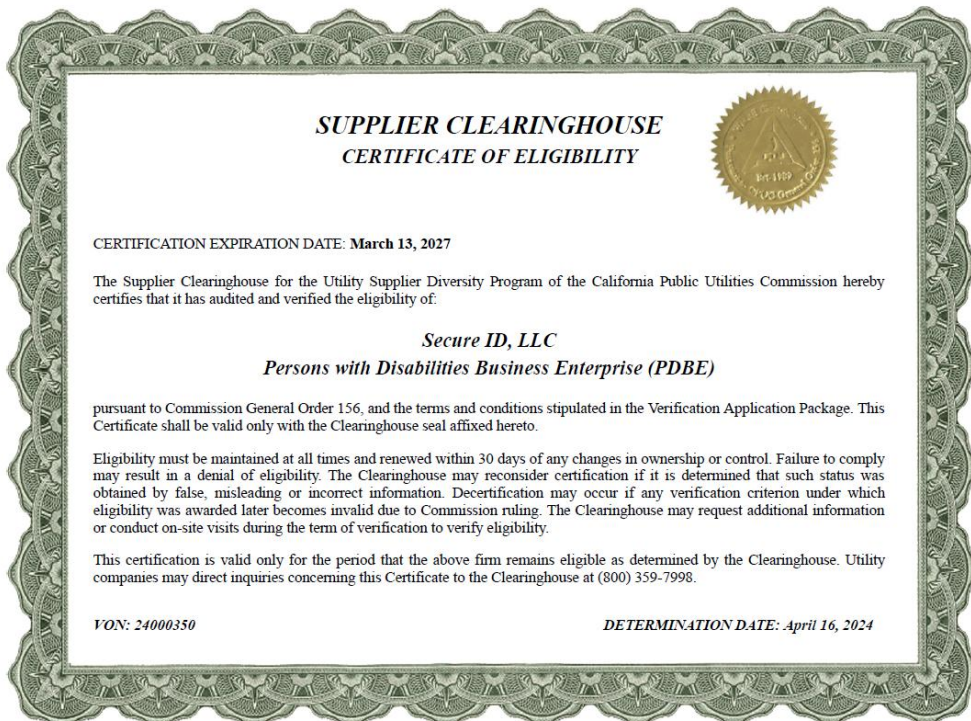 SUPPLIER CLEARINGHOUSE
CERTIFICATE OF ELIGIBILITY
CERTIFICATION EXPIRATION DATE: March 13, 2027
The Supplier Clearinghouse for the Utility Supplier Diversity Program of the California Public Utilities Commission hereby
certifies that it has audited and verified the eligibility of:
Secure ID, LLC
Persons with Disabilities Business Enterprise (PDBE)
pursuant to Commission General Order 156, and the terms and conditions stipulated in the Verification Application Package. This
Certificate shall be valid only with the Clearinghouse seal affixed hereto.
Eligibility must be maintained at all times and renewed within 30 days of any changes in ownership or control. Failure to comply
may result in a denial of eligibility. The Clearinghouse may reconsider certification if it is determined that such status was
obtained by false, misleading or incorrect information. Decertification may occur if any verification criterion under which
eligibility was awarded later becomes invalid due to Commission ruling. The Clearinghouse may request additional information
or conduct on-site visits during the term of verification to verify eligibility.
This certification is valid only for the period that the above firm remains eligible as determined by the Clearinghouse. Utility
companies may direct inquiries concerning this Certificate to the Clearinghouse at (800) 359-7998.
VON: 24000350
DETERMINATION DATE: April 16, 2024